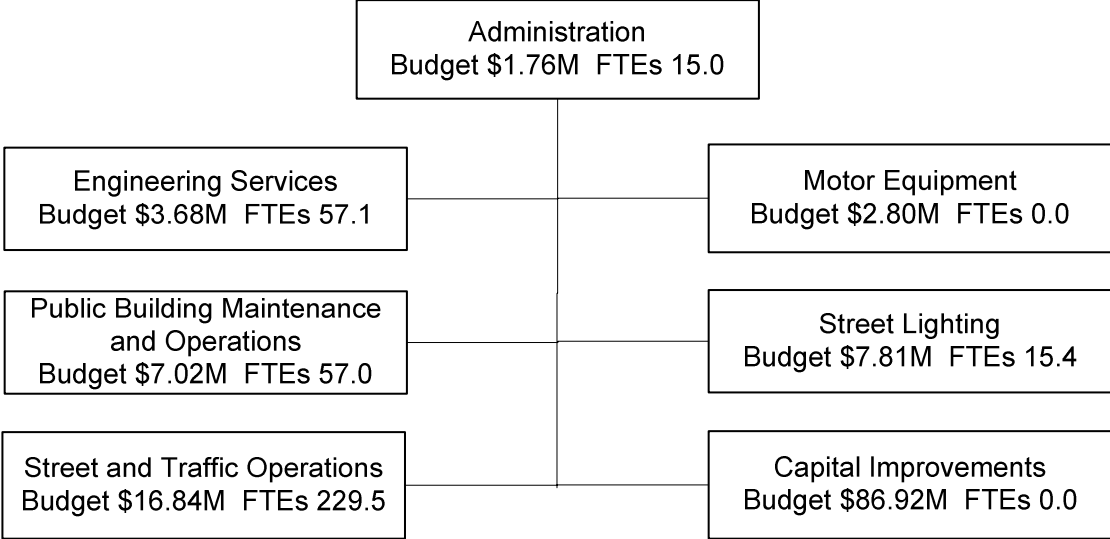 Administration
Budget $1.76M  FTEs 15.0
Engineering Services
Budget $3.68M  FTEs 57.1
Motor Equipment
Budget $2.80M  FTEs 0.0
Public Building Maintenance
and Operations
Budget $7.02M  FTEs 57.0
Street Lighting
Budget $7.81M  FTEs 15.4
Street and Traffic Operations
Budget $16.84M  FTEs 229.5
Capital Improvements
Budget $86.92M  FTEs 0.0